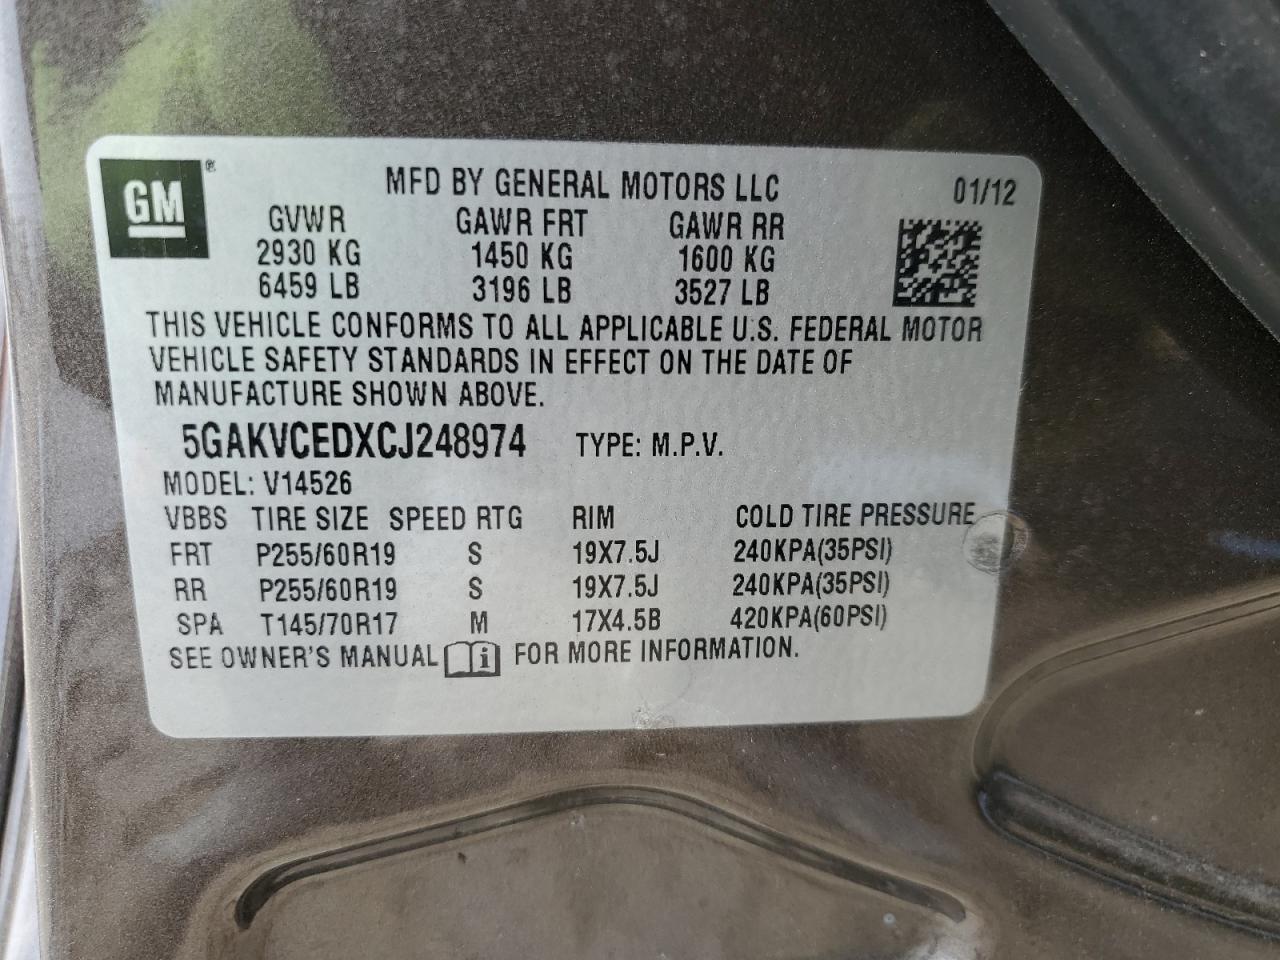 GM®
MFD BY GENERAL MOTORS LLC 01/12
GVWR GAWR FRT GAWR RR
2930 KG 1450 KG 1600 KG
6459 LB 3196 LB 3527 LB
THIS VEHICLE CONFORMS TO ALL APPLICABLE U.S. FEDERAL MOTOR
VEHICLE SAFETY STANDARDS IN EFFECT ON THE DATE OF
MANUFACTURE SHOWN ABOVE.
5GAKVCEDXCJ248974 TYPE: M.P.V.
MODEL: V14526
VBBS TIRE SIZE SPEED RTG RIM COLD TIRE PRESSURE
FRT P255/60R19 S 19X7.5J 240KPA(35PSI)
RR P255/60R19 S 19X7.5J 240KPA(35PSI)
SPA T145/70R17 M 17X4.5B 420KPA(60PSI)
SEE OWNER'S MANUAL i FOR MORE INFORMATION.